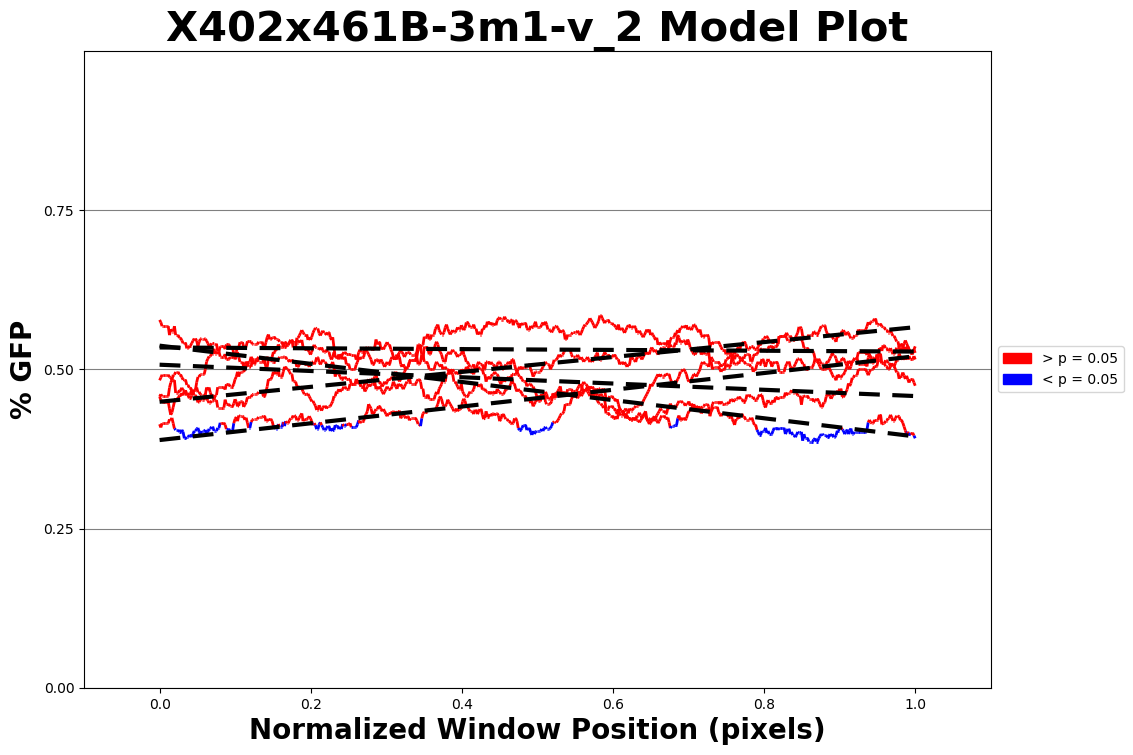 X402x461B-3m1-v_2 Model Plot
% GFP
0.75
0.50
0.25
0.00
0.0 0.2 0.4 0.6 0.8 1.0
Normalized Window Position (pixels)
> p = 0.05
< p = 0.05